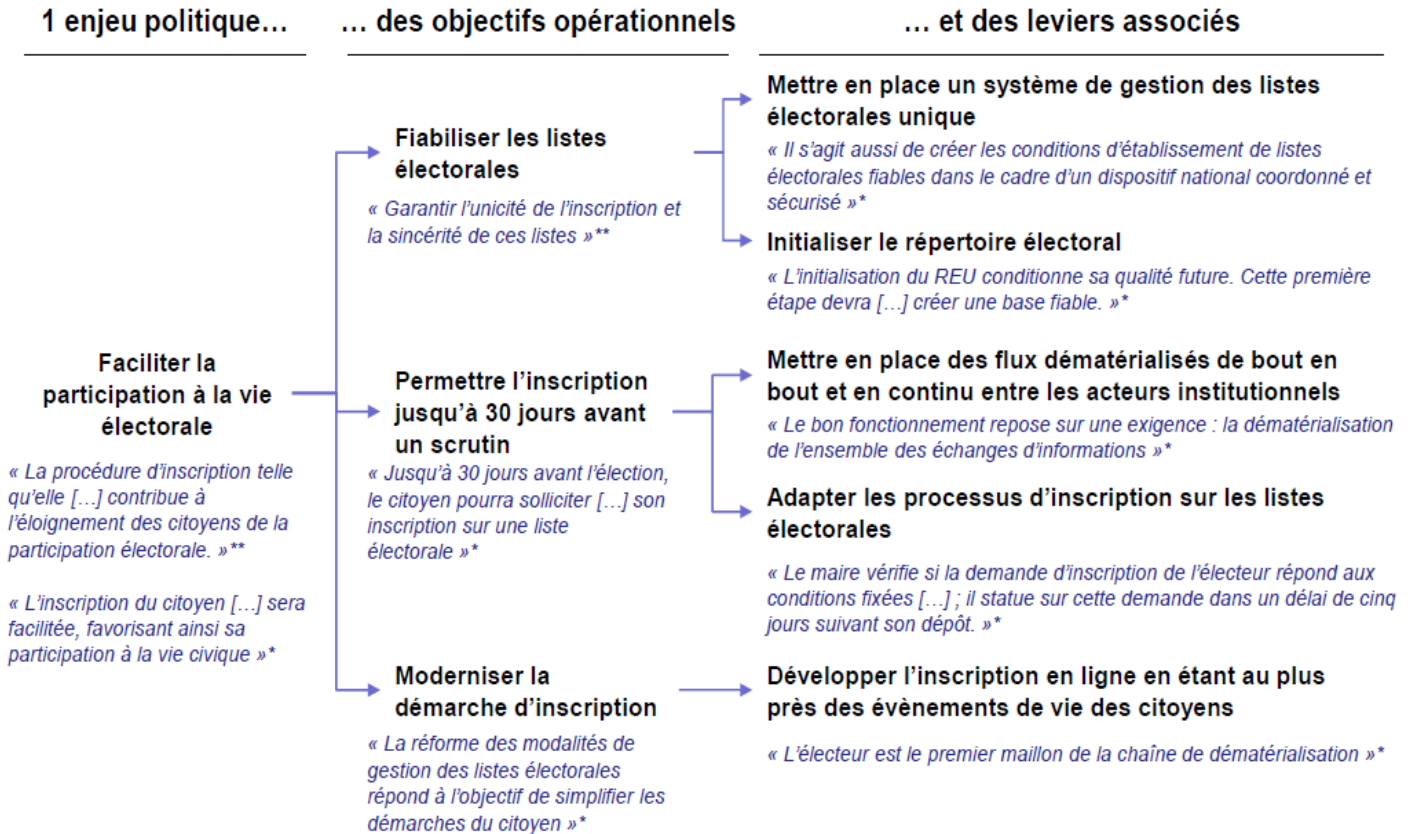 1 enjeu politique…
… des objectifs opérationnels
… et des leviers associés
Faciliter la
participation à la vie
électorale
« La procédure d’inscription telle
qu’elle […] contribue à
l’éloignement des citoyens de la
participation électorale. »**
« L’inscription du citoyen […] sera
facilitée, favorisant ainsi sa
participation à la vie civique »*
Fiabiliser les listes
électorales
« Garantir l’unicité de l’inscription et
la sincérité de ces listes »**
Permettre l’inscription
jusqu’à 30 jours avant
un scrutin
« Jusqu’à 30 jours avant l’élection,
le citoyen pourra solliciter […] son
inscription sur une liste
électorale »*
Moderniser la
démarche d’inscription
« La réforme des modalités de
gestion des listes électorales
répond à l’objectif de simplifier les
démarches du citoyen »*
Mettre en place un système de gestion des listes
électorales unique
« Il s’agit aussi de créer les conditions d’établissement de listes
électorales fiables dans le cadre d’un dispositif national coordonné et
sécurisé »*
Initialiser le répertoire électoral
« L’initialisation du REU conditionne sa qualité future. Cette première
étape devra […] créer une base fiable. »*
Mettre en place des flux dématérialisés de bout en
bout et en continu entre les acteurs institutionnels
« Le bon fonctionnement repose sur une exigence : la dématérialisation
de l’ensemble des échanges d’informations »*
Adapter les processus d’inscription sur les listes
électorales
« Le maire vérifie si la demande d’inscription de l’électeur répond aux
conditions fixées […] ; il statue sur cette demande dans un délai de cinq
jours suivant son dépôt. »*
Développer l’inscription en ligne en étant au plus
près des évènements de vie des citoyens
« L’électeur est le premier maillon de la chaîne de dématérialisation »*